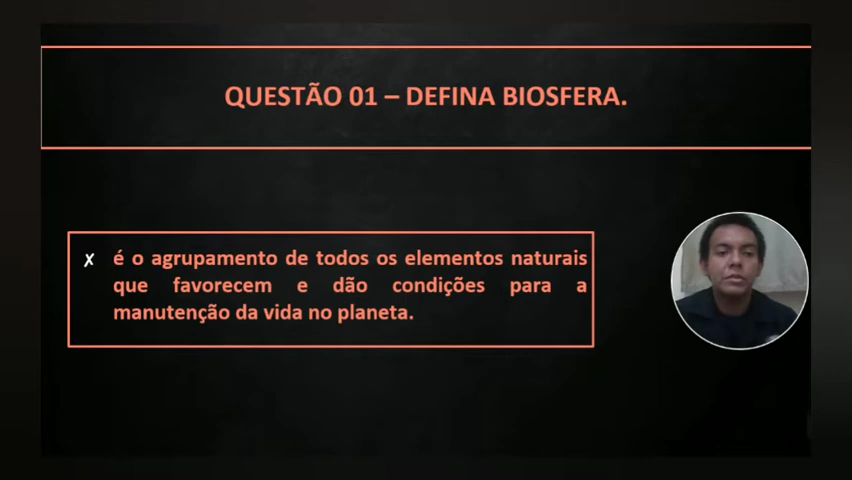 QUESTÃO 01 – DEFINA BIOSFERA.
✗ é o agrupamento de todos os elementos naturais
que favorecem e dão condições para a
manutenção da vida no planeta.